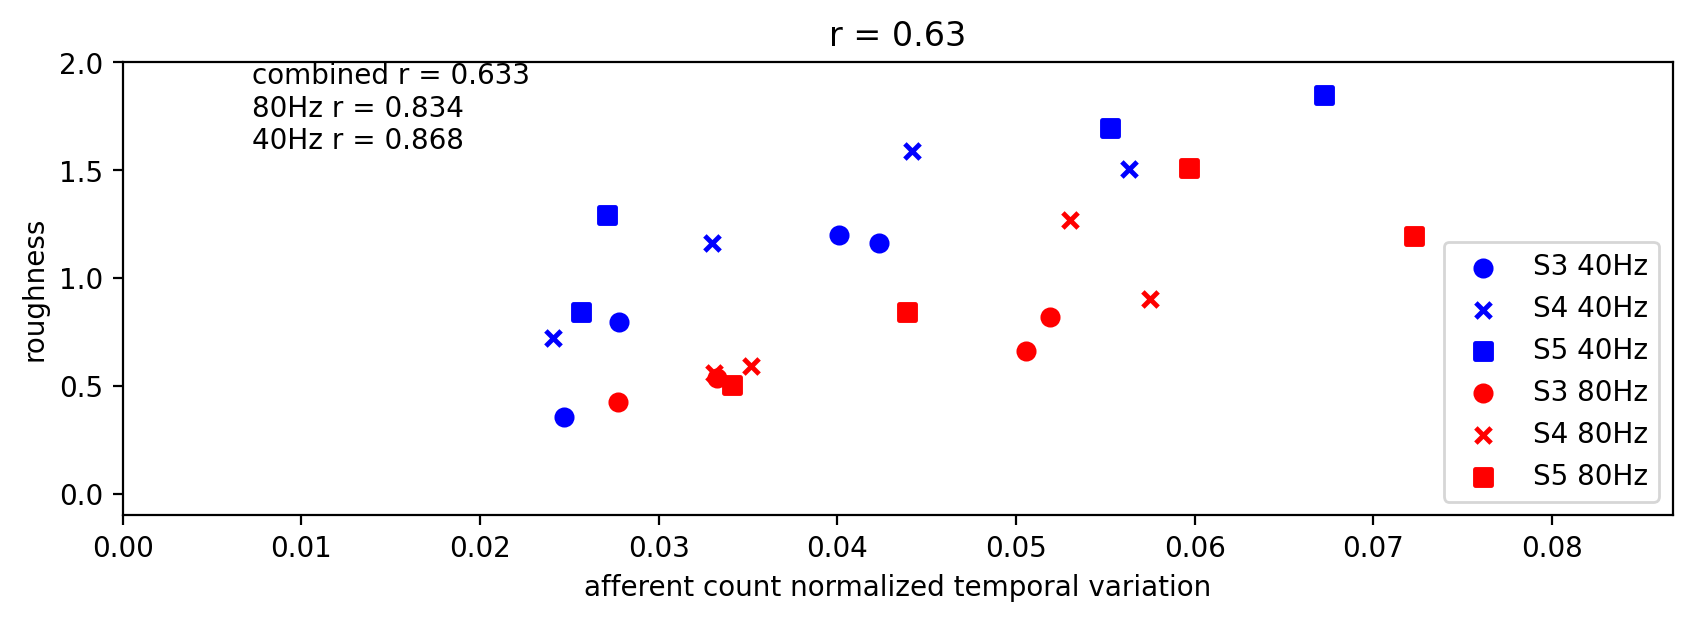 r = 0.63
combined r = 0.633
80Hz r = 0.834
40Hz r = 0.868
2.0
1.5
1.0
0.5
0.0
roughness
S3 40Hz
S4 40Hz
S5 40Hz
S3 80Hz
S4 80Hz
S5 80Hz
0.00 0.01 0.02 0.03 0.04 0.05 0.06 0.07 0.08
afferent count normalized temporal variation